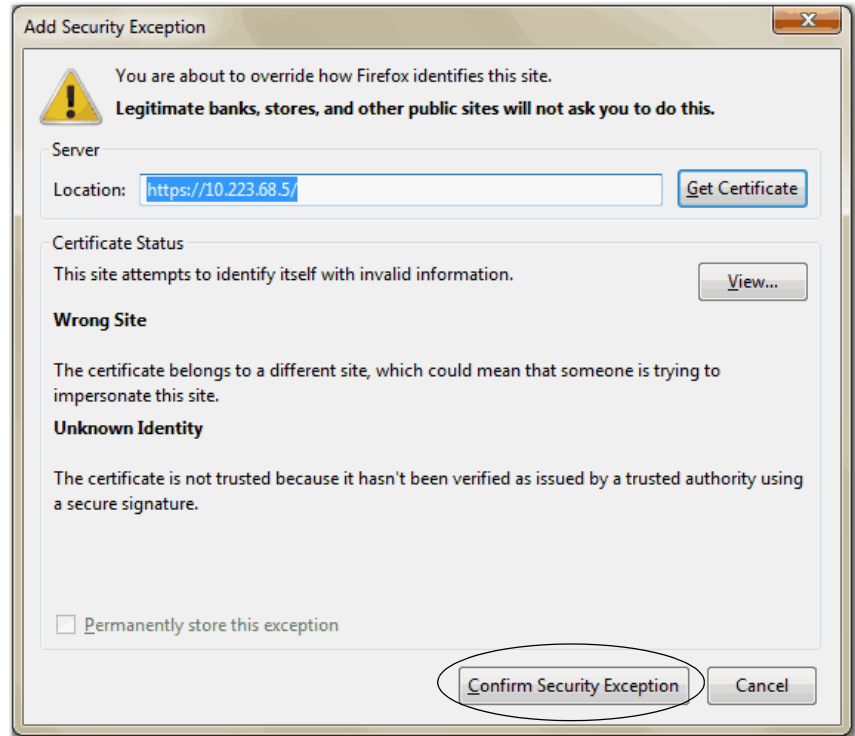 Add Security Exception
You are about to override how Firefox identifies this site.
Legitimate banks, stores, and other public sites will not ask you to do this.
Server
Location: https://10.223.68.5/ Get Certificate
Certificate Status
This site attempts to identify itself with invalid information.
View...
Wrong Site
The certificate belongs to a different site, which could mean that someone is trying to
impersonate this site.
Unknown Identity
The certificate is not trusted because it hasn't been verified as issued by a trusted authority using
a secure signature.
Permanently store this exception
Confirm Security Exception Cancel